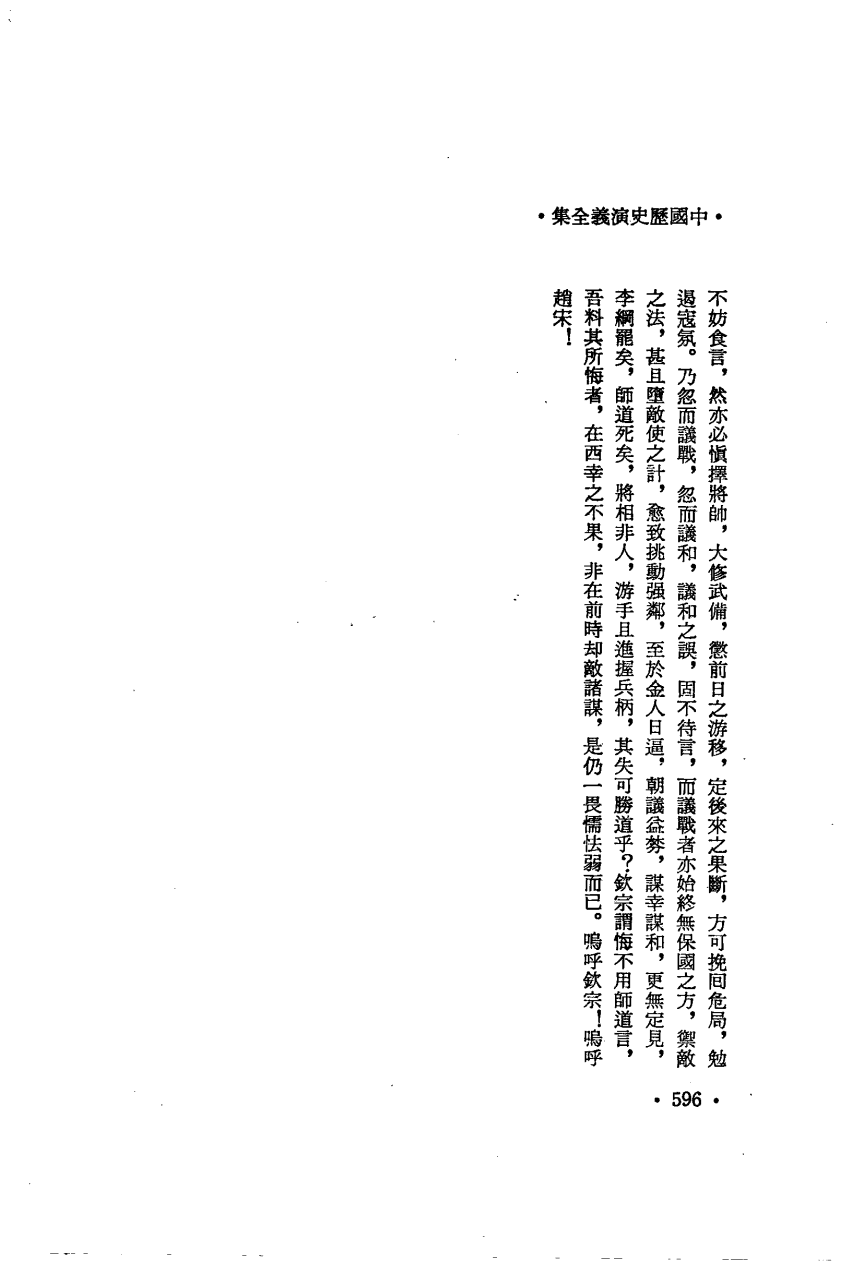 •中國歷史演義全集•
不妨食言，然亦必愼擇將帥，大修武備，懲前日之游移，定後來之果斷，方可挽回危局，勉
遏寇氛。乃忽而議戰，忽而議和，議和之誤，固不待言，而議戰者亦始終無保國之方，禦敵
之法，甚且墮敵使之計，愈致挑動强鄰，至於金人日逼，朝議益棼，謀幸謀和，更無定見，
李綱罷矣，師道死矣，將相非人，游手且進握兵柄，其失可勝道乎？欽宗謂悔不用師道言，
吾料其所悔者，在西幸之不果，非在前時却敵諸謀，是仍一畏懦怯弱而已。嗚呼欽宗！嗚呼
趙宋！
•596•